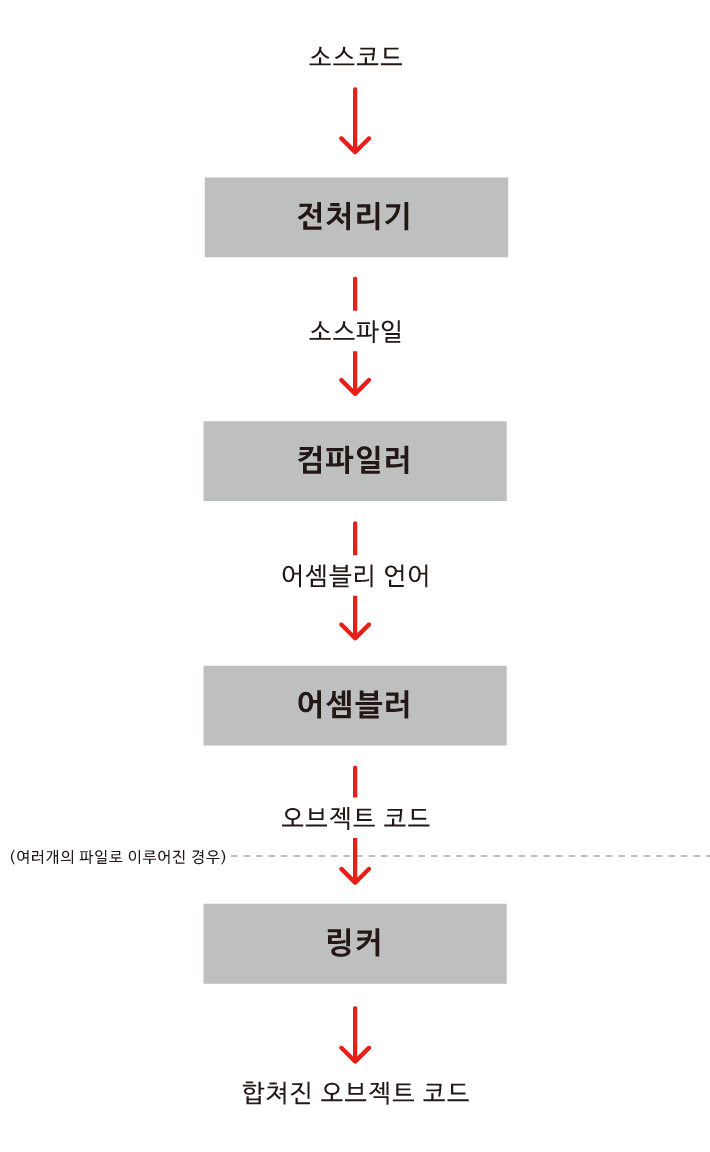 소스코드
전처리기
소스파일
컴파일러
어셈블리 언어
어셈블러
오브젝트 코드
(여러개의 파일로 이루어진 경우)
링커
합쳐진 오브젝트 코드